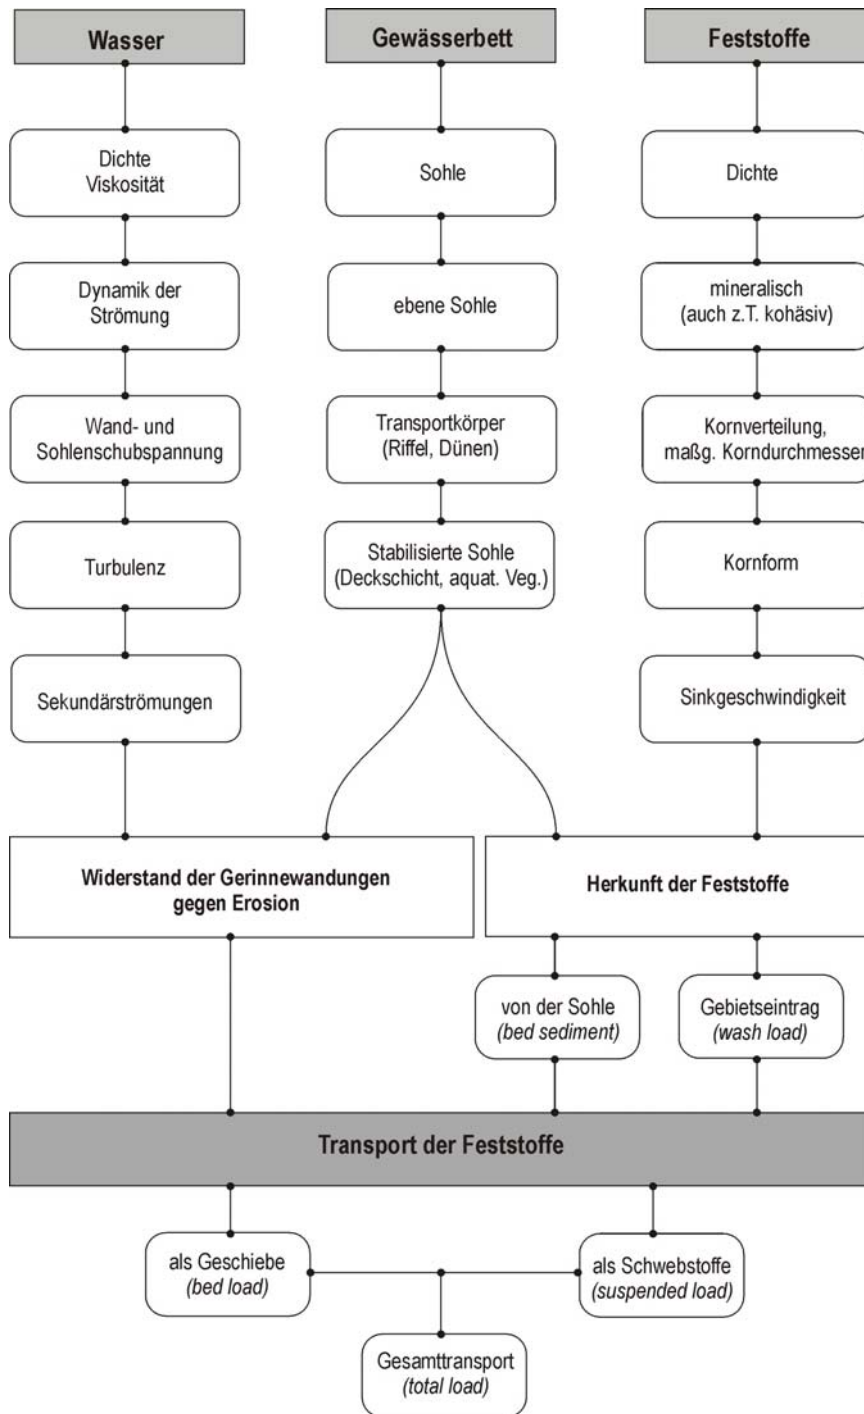 Wasser
Gewässerbett
Feststoffe
Dichte
Viskosität
Sohle
Dichte
Dynamik der
Strömung
ebene Sohle
mineralisch
(auch z.T. kohäsiv)
Wand- und
Sohlenschubspannung
Transportkörper
(Riffel, Dünen)
Kornverteilung,
maßg. Korndurchmesser
Turbulenz
Stabilisierte Sohle
(Deckschicht, aquat. Veg.)
Kornform
Sekundärströmungen
Sinkgeschwindigkeit
Widerstand der Gerinnewandungen
gegen Erosion
Herkunft der Feststoffe
von der Sohle
(bed sediment)
Gebietseintrag
(wash load)
Transport der Feststoffe
als Geschiebe
(bed load)
als Schwebstoffe
(suspended load)
Gesamttransport
(total load)